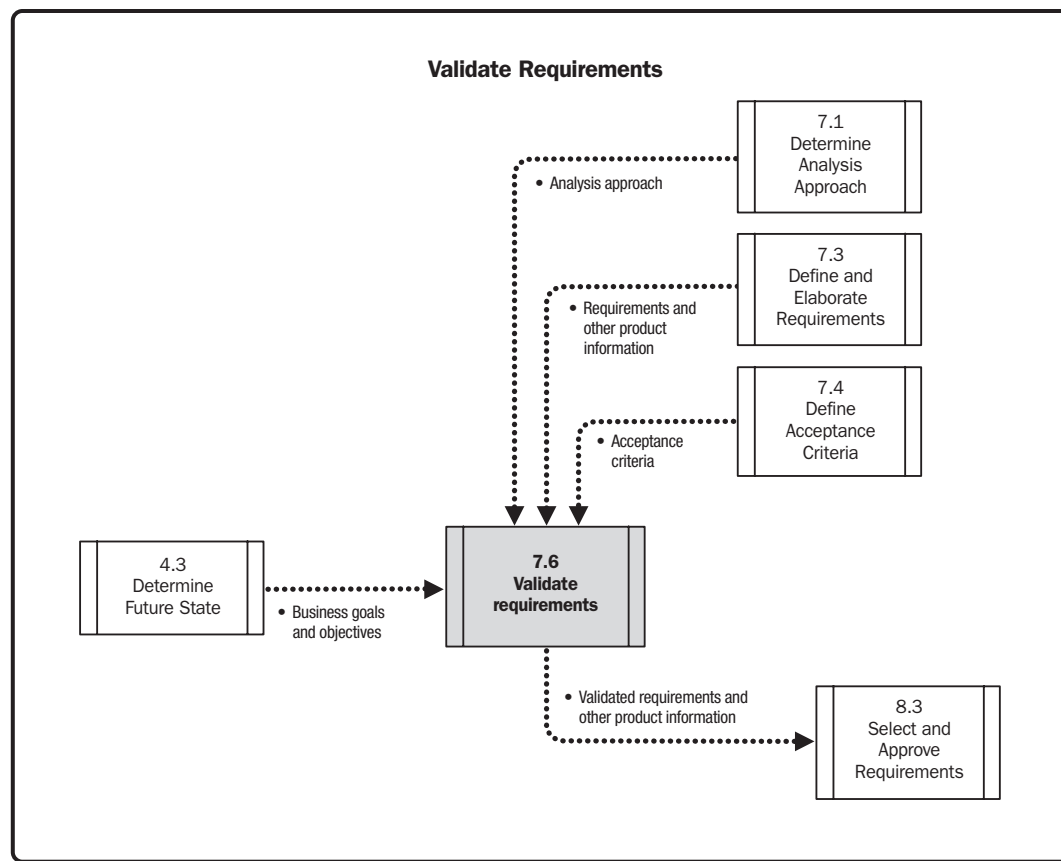 Validate Requirements
7.1
Determine
Analysis
Approach
• Analysis approach
7.3
Define and
Elaborate
Requirements
• Requirements and
other product
information
7.4
Define
Acceptance
Criteria
• Acceptance
criteria
7.6
Validate
requirements
4.3
Determine
Future State
• Business goals
and objectives
• Validated requirements and
other product information
8.3
Select and
Approve
Requirements